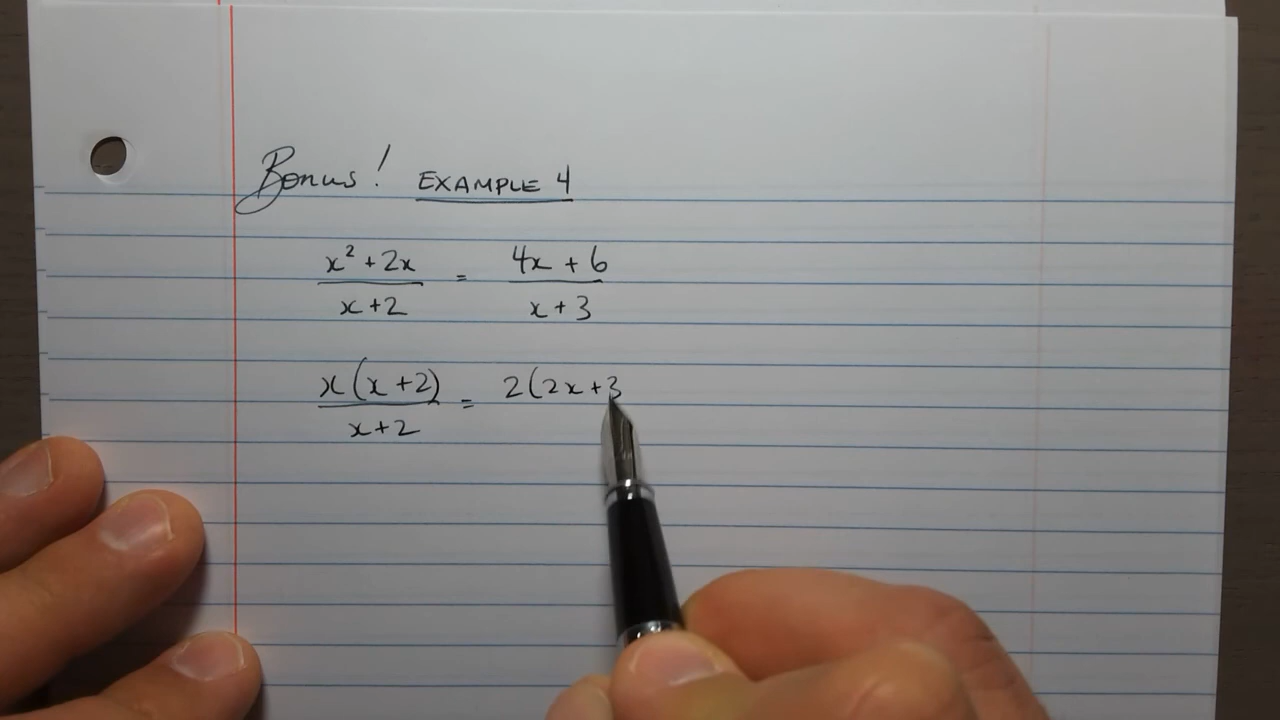 Bonus! EXAMPLE 4
x² + 2x / x + 2 = 4x + 6 / x + 3
x(x + 2) / x + 2 = 2(2x + 3